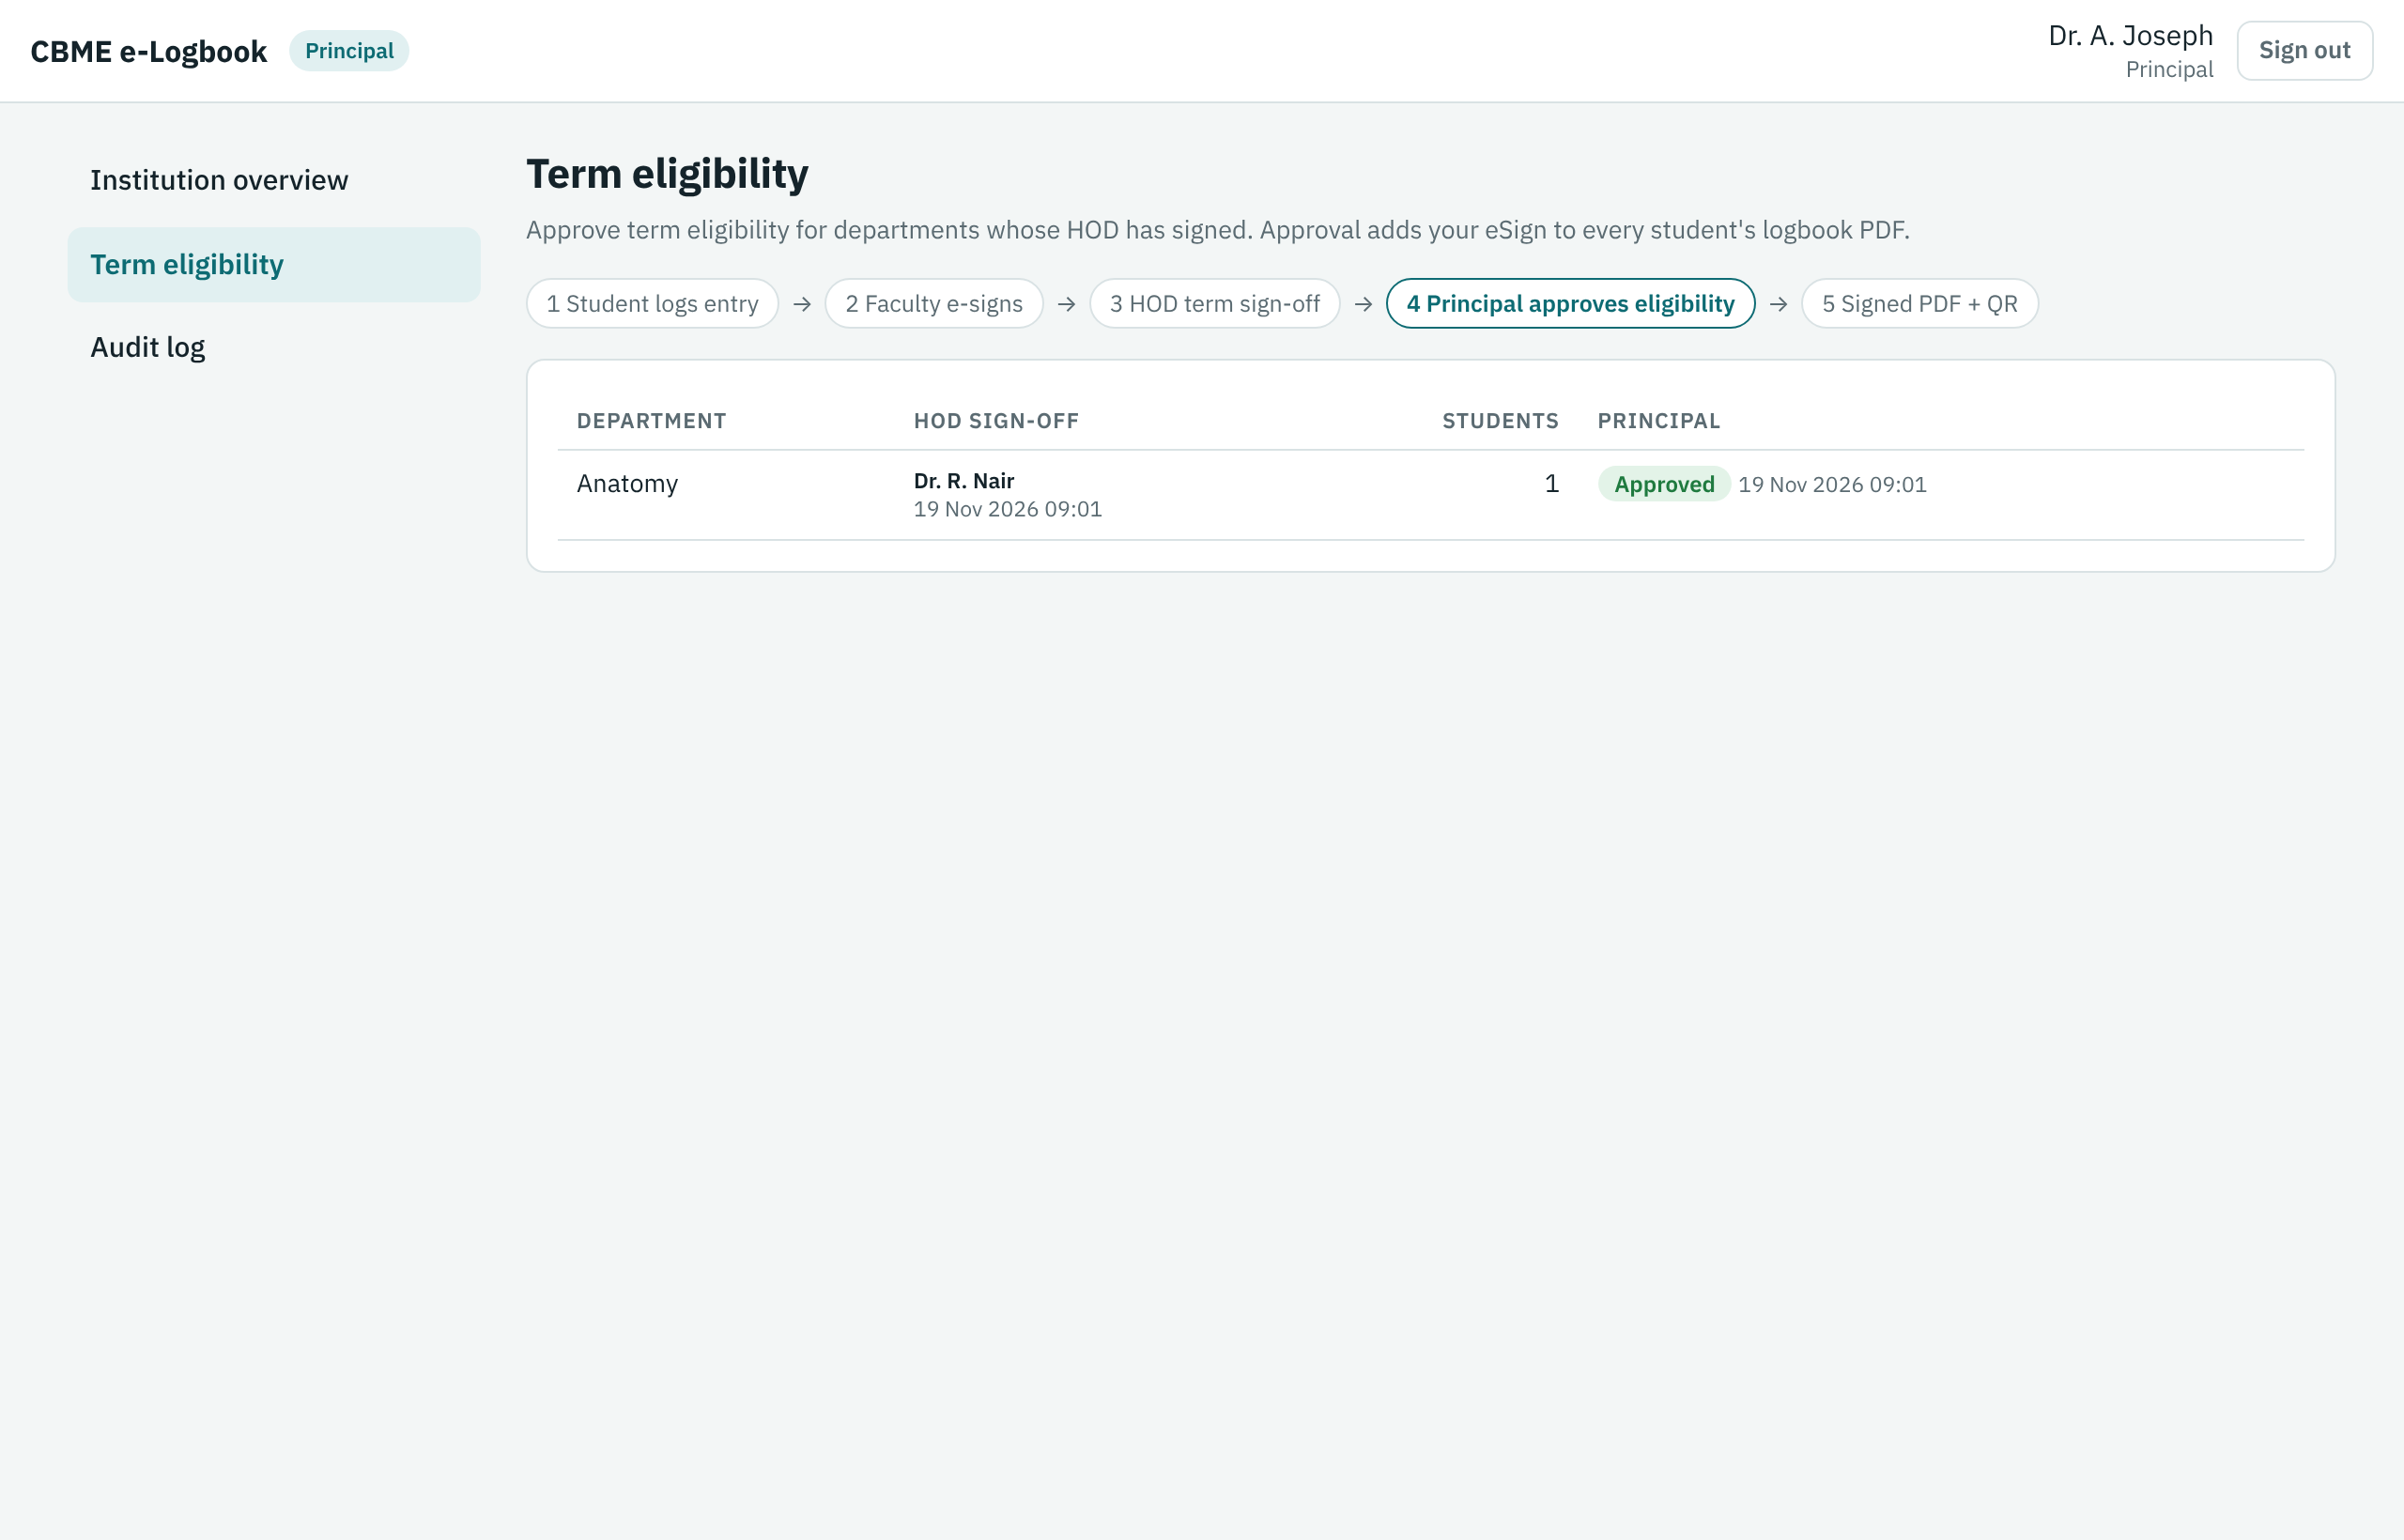 CBME e-Logbook Principal
Dr. A. Joseph
Principal
Sign out
Institution overview
Term eligibility
Audit log
Term eligibility
Approve term eligibility for departments whose HOD has signed. Approval adds your eSign to every student's logbook PDF.
1 Student logs entry → 2 Faculty e-signs → 3 HOD term sign-off → 4 Principal approves eligibility → 5 Signed PDF + QR
DEPARTMENT HOD SIGN-OFF STUDENTS PRINCIPAL
Anatomy Dr. R. Nair 1 Approved 19 Nov 2026 09:01
19 Nov 2026 09:01